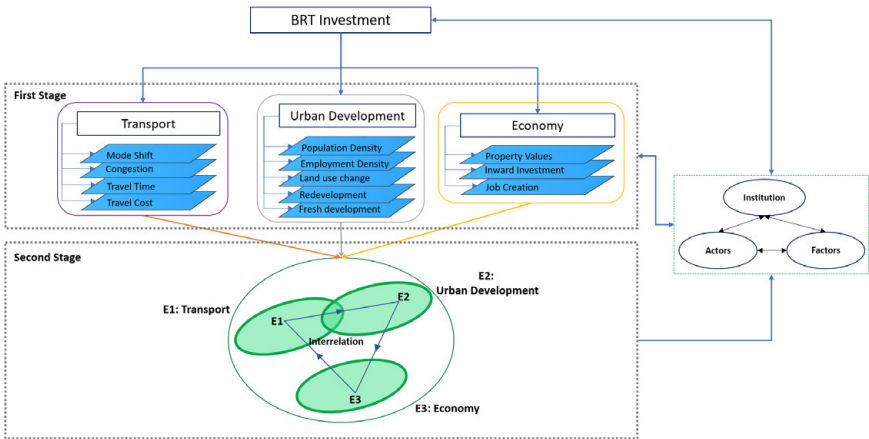 BRT Investment
First Stage
Transport
Mode Shift
Congestion
Travel Time
Travel Cost
Urban Development
Population Density
Employment Density
Land use change
Redevelopment
Fresh development
Economy
Property Values
Inward Investment
Job Creation
Institution
Actors
Factors
Second Stage
E1: Transport
E2:
Urban Development
E1
E2
Interrelation
E3
E3: Economy